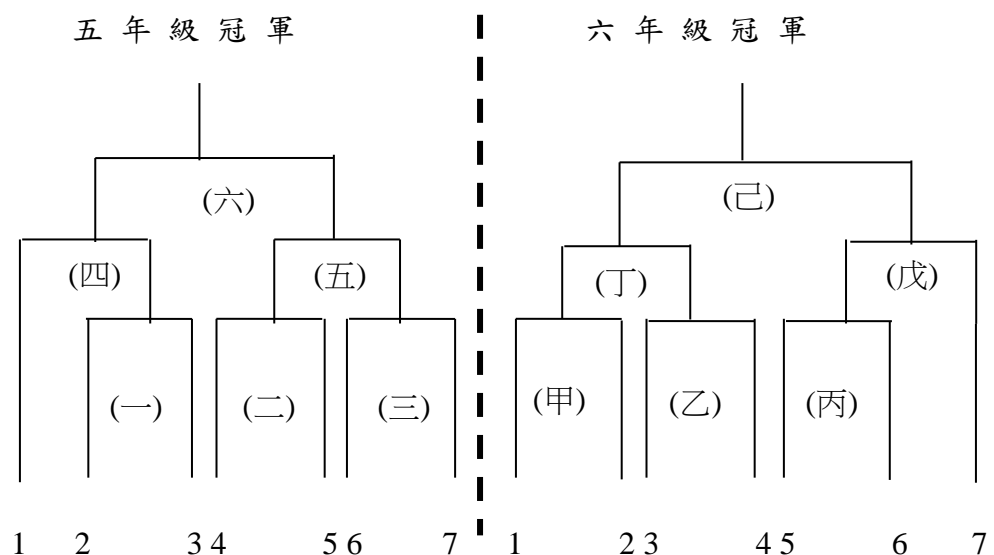 五年級冠軍 六年級冠軍
(六) (己)
(四) (五) (丁) (戊)
(一) (二) (三) (甲) (乙) (丙)
1 2 3 4 5 6 7 1 2 3 4 5 6 7